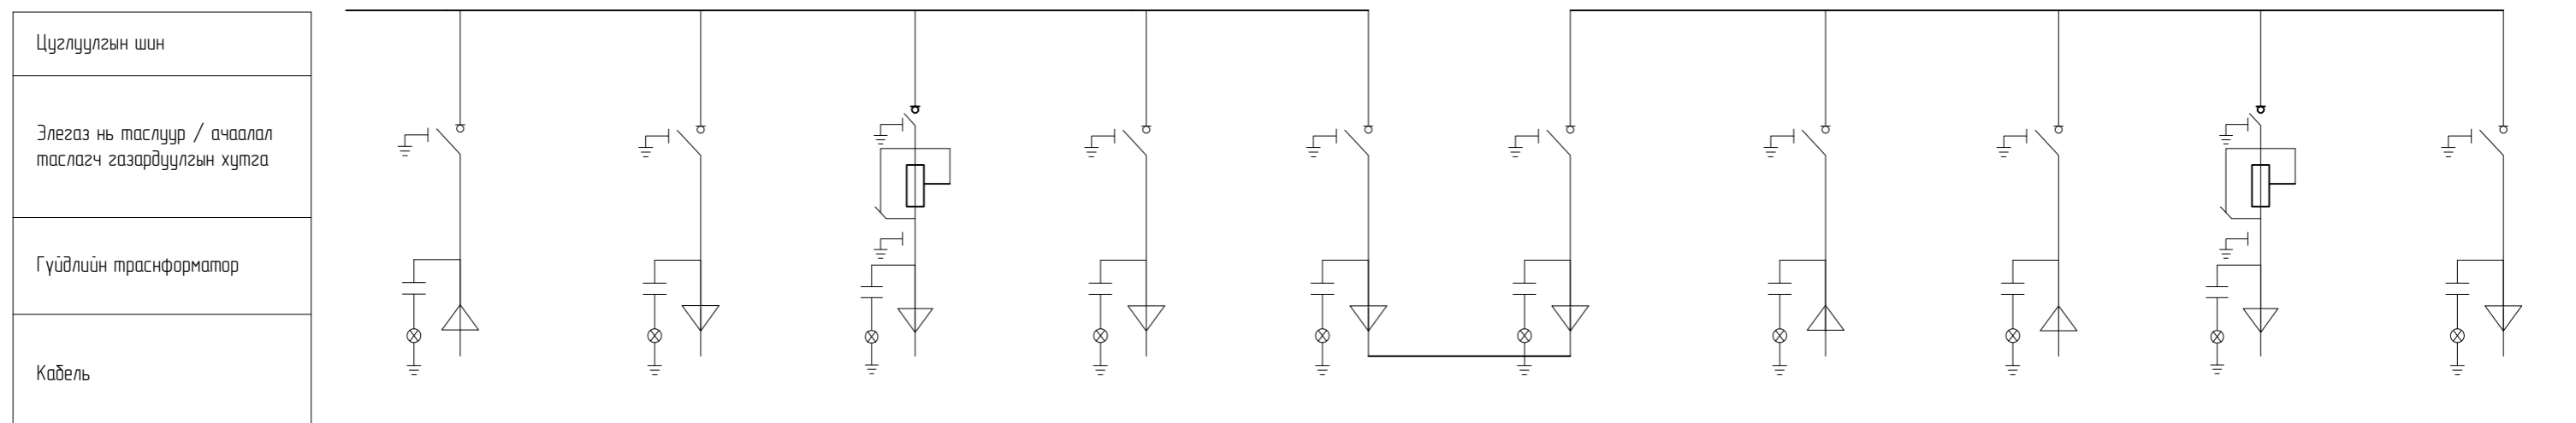 Цуглуулгын шин
Элегаз нь таслуур / ачаалал
таслагч газардуулгын хутга
Гүйдлийн траснформатор
Кабель